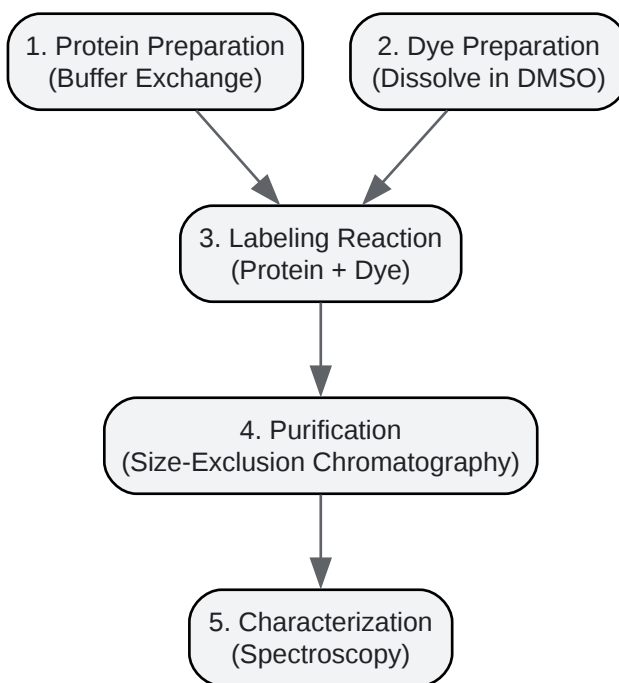 1. Protein Preparation
(Buffer Exchange)
2. Dye Preparation
(Dissolve in DMSO)
3. Labeling Reaction
(Protein + Dye)
4. Purification
(Size-Exclusion Chromatography)
5. Characterization
(Spectroscopy)